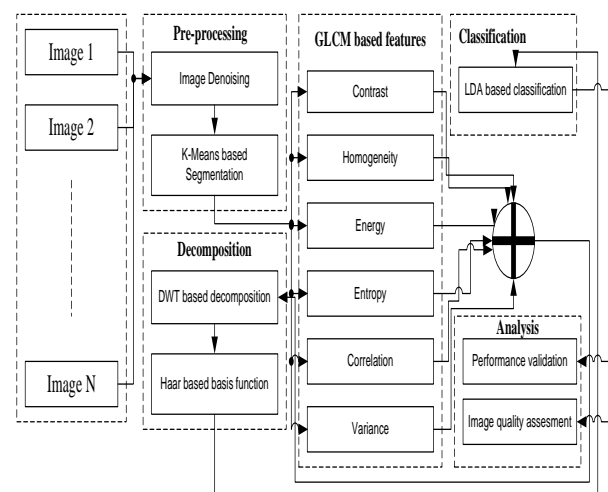 Image 1
Image 2
Image N
Pre-processing
Image Denoising
K-Means based
Segmentation
Decomposition
DWT based decomposition
Haar based basis function
GLCM based features
Contrast
Homogeneity
Energy
Entropy
Correlation
Variance
Classification
LDA based classification
Analysis
Performance validation
Image quality assesment